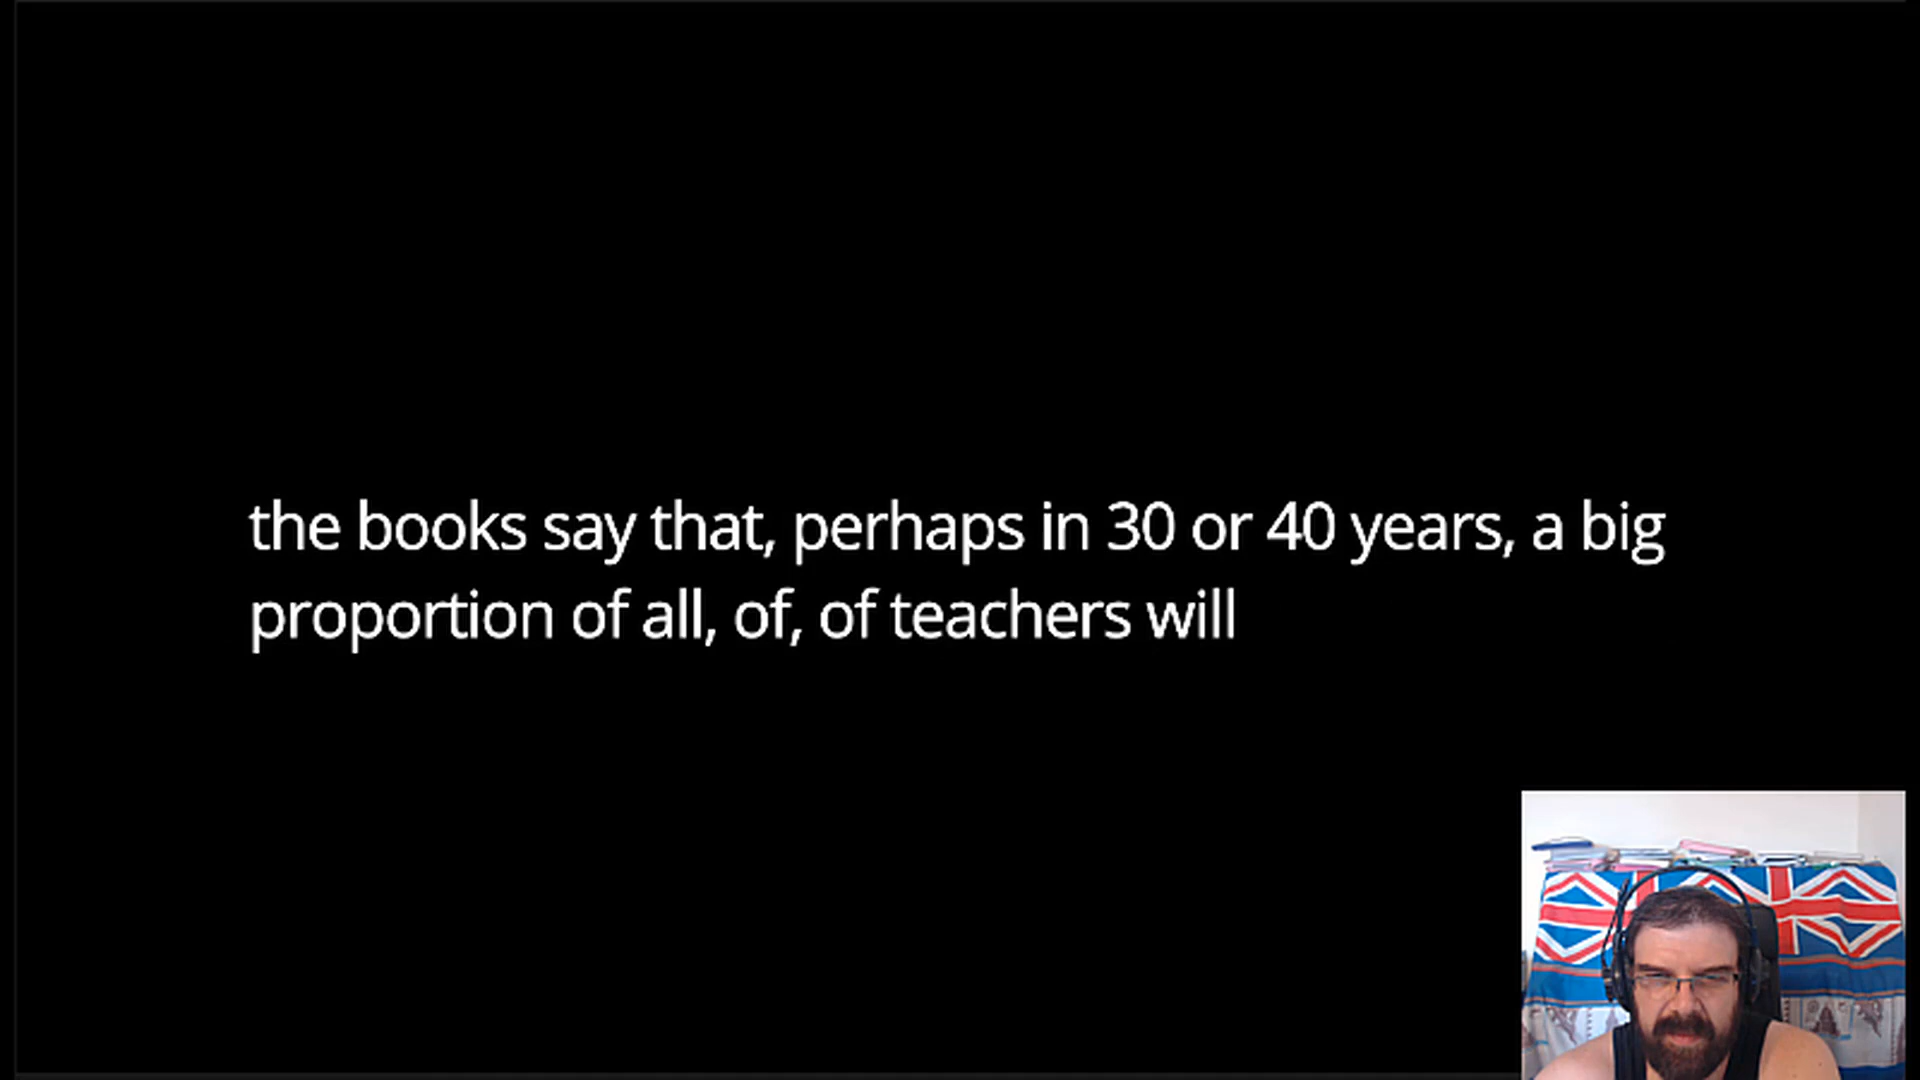 the books say that, perhaps in 30 or 40 years, a big
proportion of all, of, of teachers will